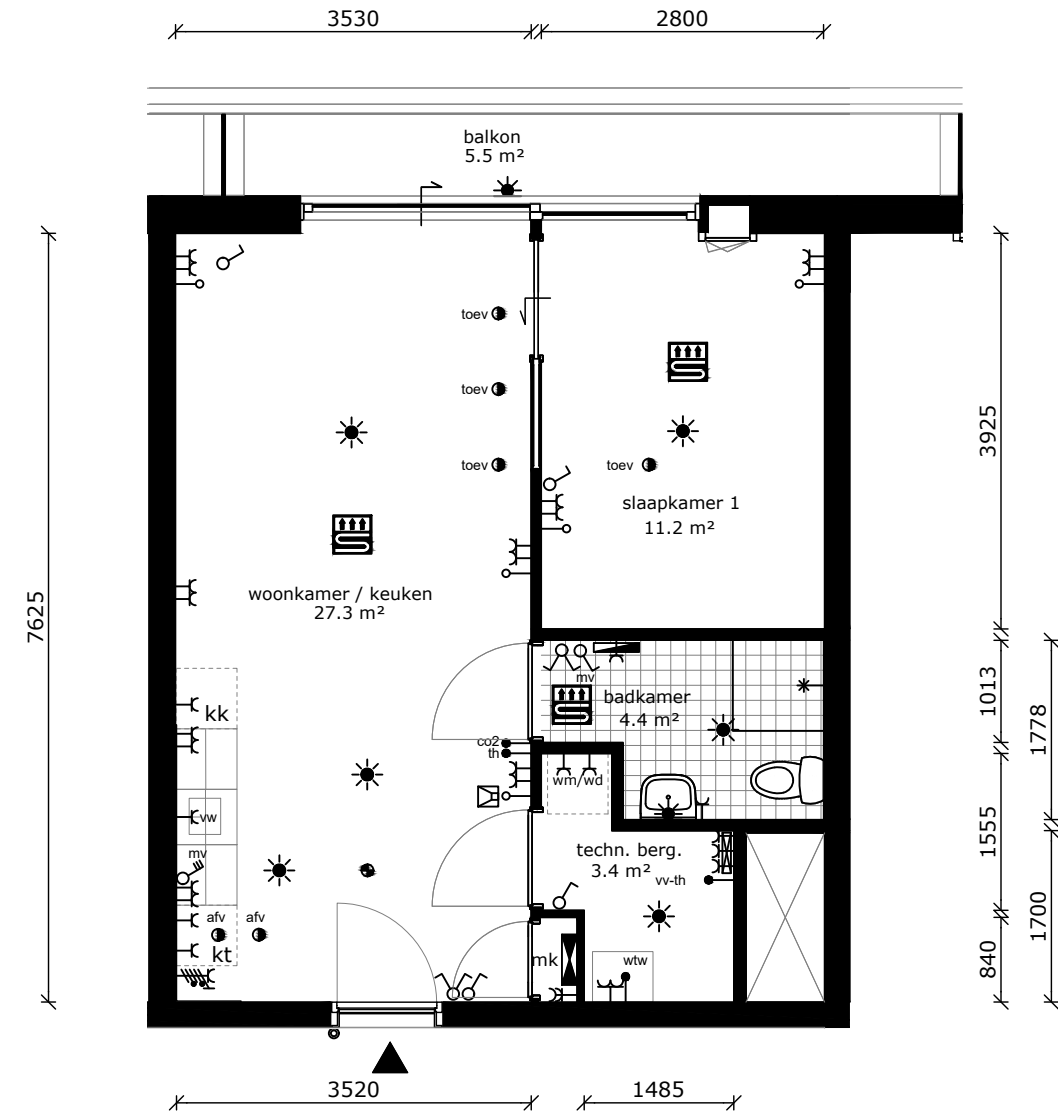 3530
2800
balkon
5.5 m²
toev
toev
toev
toev
slaapkamer 1
11.2 m²
3925
7625
woonkamer / keuken
27.3 m²
mv
badkamer
4.4 m²
1013
1778
kk
co2
th
wm/wd
vw
mv
techn. berg.
3.4 m²
vv-th
1555
1700
afv
afv
kt
mk
wtw
840
3520
1485